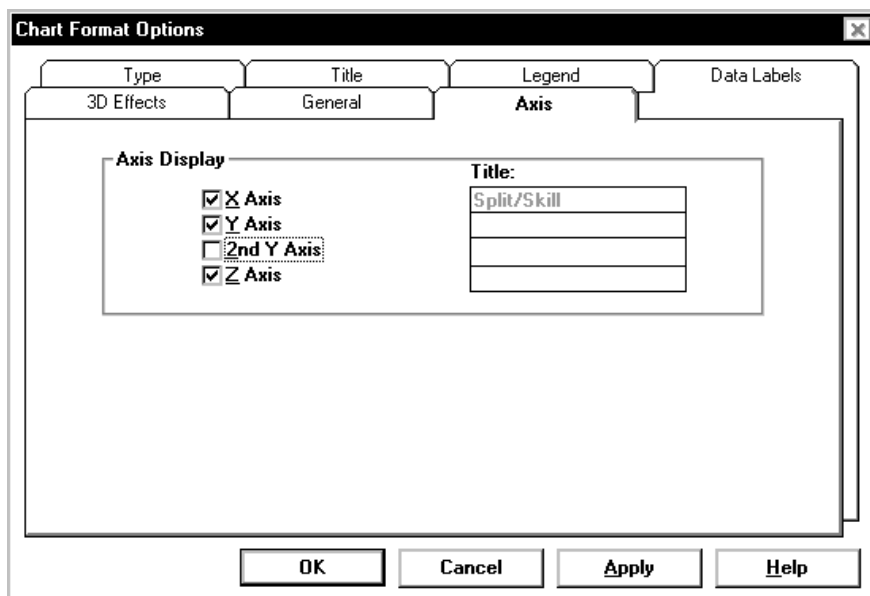 Chart Format Options
Type Title Legend Data Labels
3D Effects General Axis
Axis Display
Title:
X Axis Split/Skill
Y Axis
2nd Y Axis
Z Axis
OK Cancel Apply Help